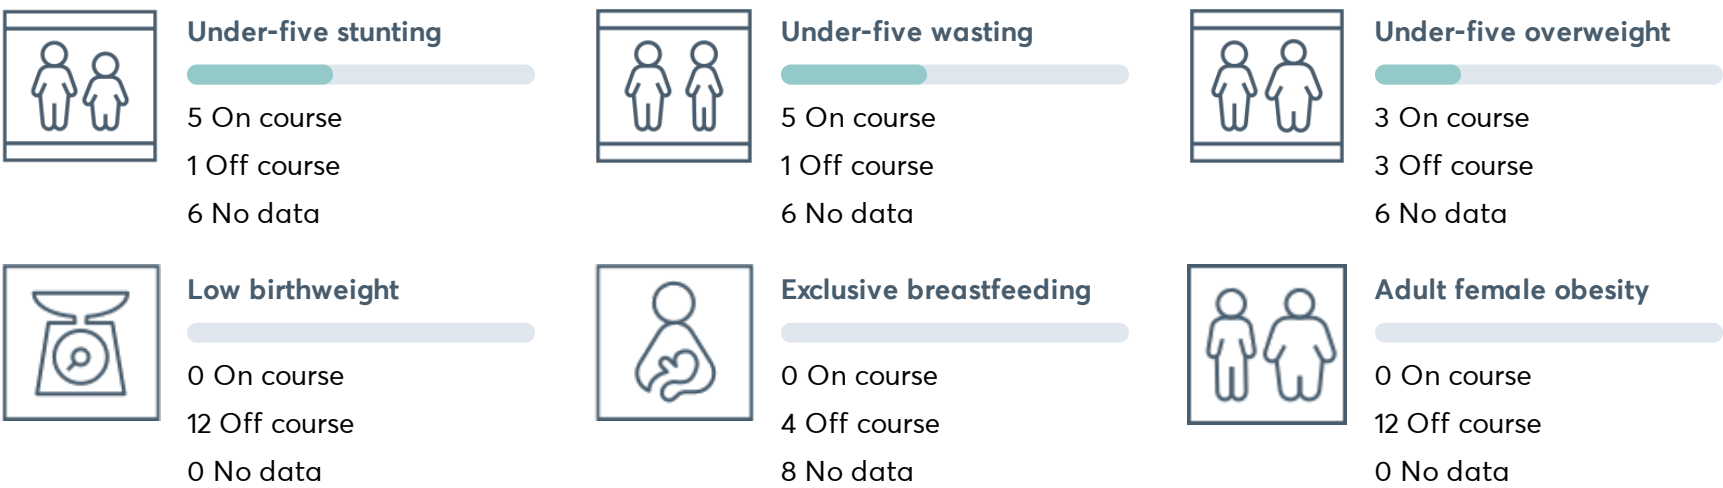 Under-five stunting
5 On course
1 Off course
6 No data
Under-five wasting
5 On course
1 Off course
6 No data
Under-five overweight
3 On course
3 Off course
6 No data
Low birthweight
0 On course
12 Off course
0 No data
Exclusive breastfeeding
0 On course
4 Off course
8 No data
Adult female obesity
0 On course
12 Off course
0 No data